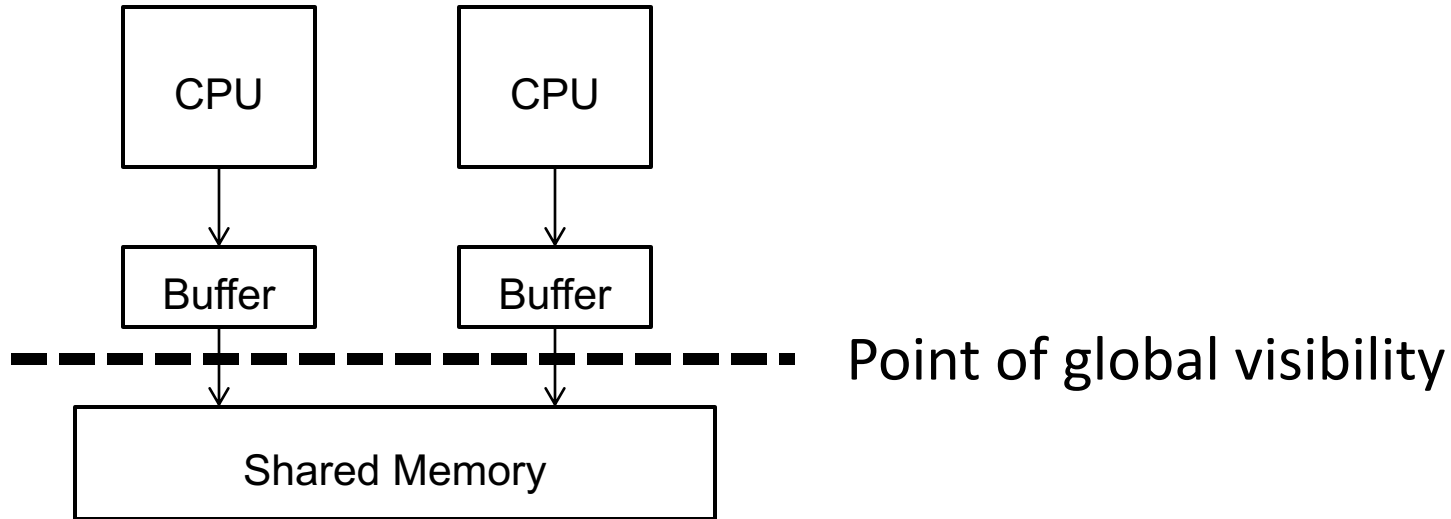 CPU
CPU
Buffer
Buffer
Point of global visibility
Shared Memory